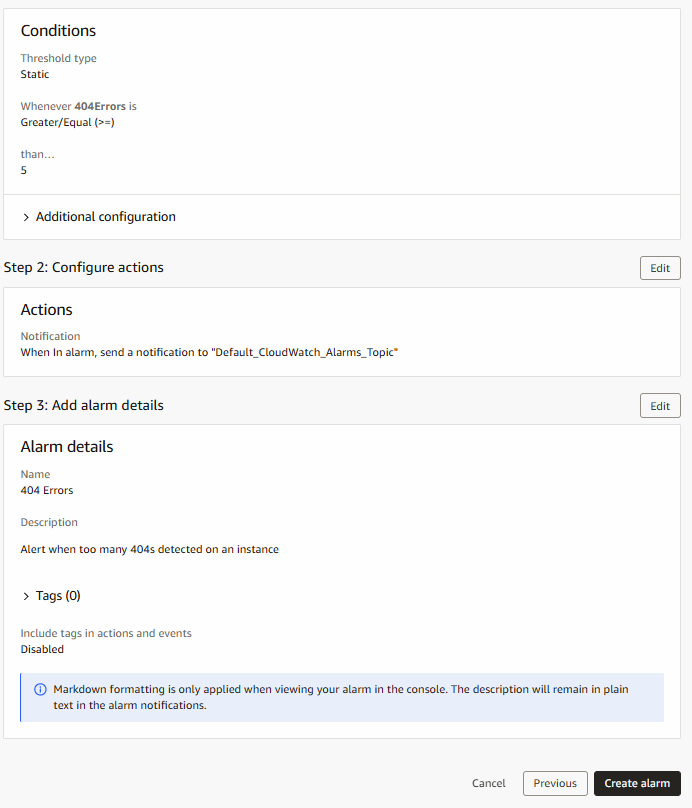 Conditions
Threshold type
Static
Whenever 404Errors is
Greater/Equal (>=)
than...
5
Additional configuration
Step 2: Configure actions
Edit
Actions
Notification
When In alarm, send a notification to "Default_CloudWatch_Alarms_Topic"
Step 3: Add alarm details
Edit
Alarm details
Name
404 Errors
Description
Alert when too many 404s detected on an instance
Tags (0)
Include tags in actions and events
Disabled
Markdown formatting is only applied when viewing your alarm in the console. The description will remain in plain
text in the alarm notifications.
Cancel
Previous
Create alarm